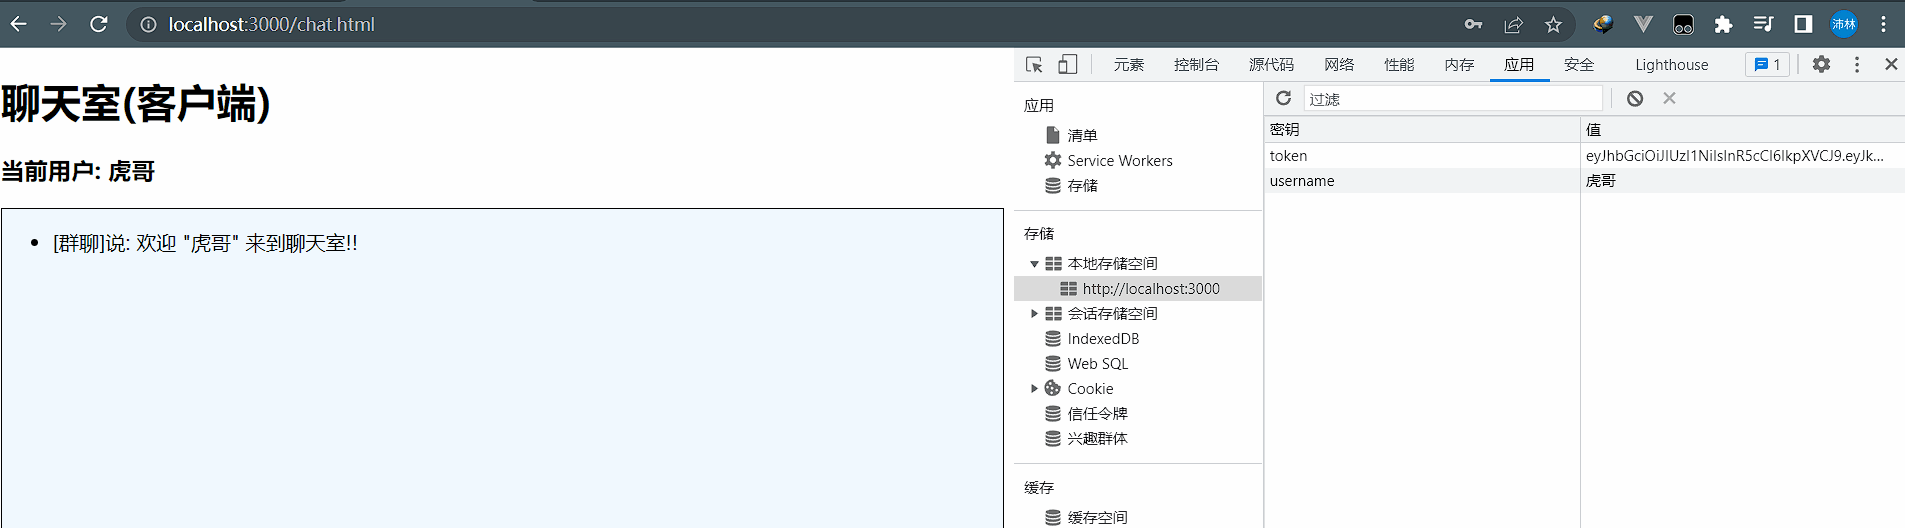 localhost:3000/chat.html
沛林
聊天室(客户端)
当前用户: 虎哥
[群聊]说: 欢迎 "虎哥" 来到聊天室!!
元素 控制台 源代码 网络 性能 内存 应用 安全 Lighthouse 1
应用
清单
Service Workers
存储
存储
本地存储空间
http://localhost:3000
会话存储空间
IndexedDB
Web SQL
Cookie
信任令牌
兴趣群体
缓存
缓存空间
过滤
密钥 值
token eyJhbGciOiJIUzI1NiIsInR5cCI6IkpXVCJ9.eyJk...
username 虎哥